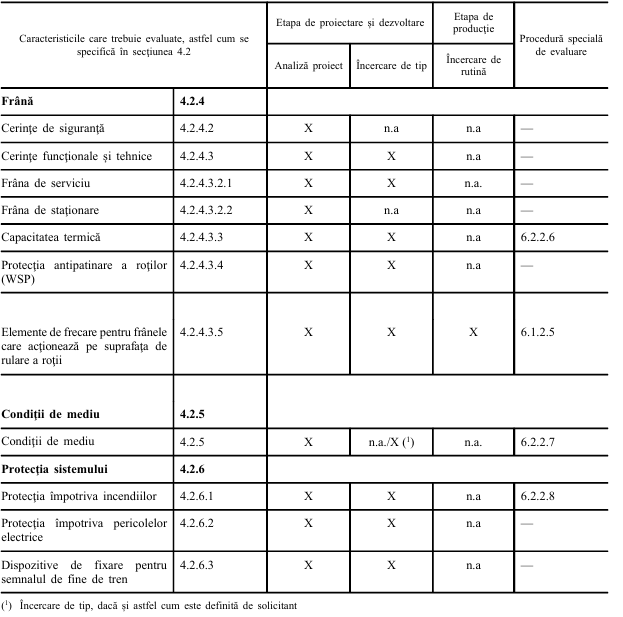 Caracteristicile care trebuie evaluate, astfel cum se
specifică în secțiunea 4.2
Etapa de proiectare și dezvoltare
Etapa de
producție
Procedură specială
de evaluare
Analiză proiect
Încercare de tip
Încercare de
rutină
Frână 4.2.4
Cerințe de siguranță 4.2.4.2 X n.a n.a —
Cerințe funcționale și tehnice 4.2.4.3 X X n.a —
Frâna de serviciu 4.2.4.3.2.1 X X n.a. —
Frâna de staționare 4.2.4.3.2.2 X n.a n.a —
Capacitatea termică 4.2.4.3.3 X X n.a 6.2.2.6
Protecția antipatinare a roților 4.2.4.3.4 X X n.a —
(WSP)
Elemente de frecare pentru frânele 4.2.4.3.5 X X X 6.1.2.5
care acționează pe suprafața de
rulare a roții
Condiții de mediu 4.2.5
Condiții de mediu 4.2.5 X n.a./X (¹) n.a. 6.2.2.7
Protecția sistemului 4.2.6
Protecția împotriva incendiilor 4.2.6.1 X X n.a 6.2.2.8
Protecția împotriva pericolelor 4.2.6.2 X X n.a —
electrice
Dispozitive de fixare pentru 4.2.6.3 X X n.a —
semnalul de fine de tren
(¹) Încercare de tip, dacă și astfel cum este definită de solicitant